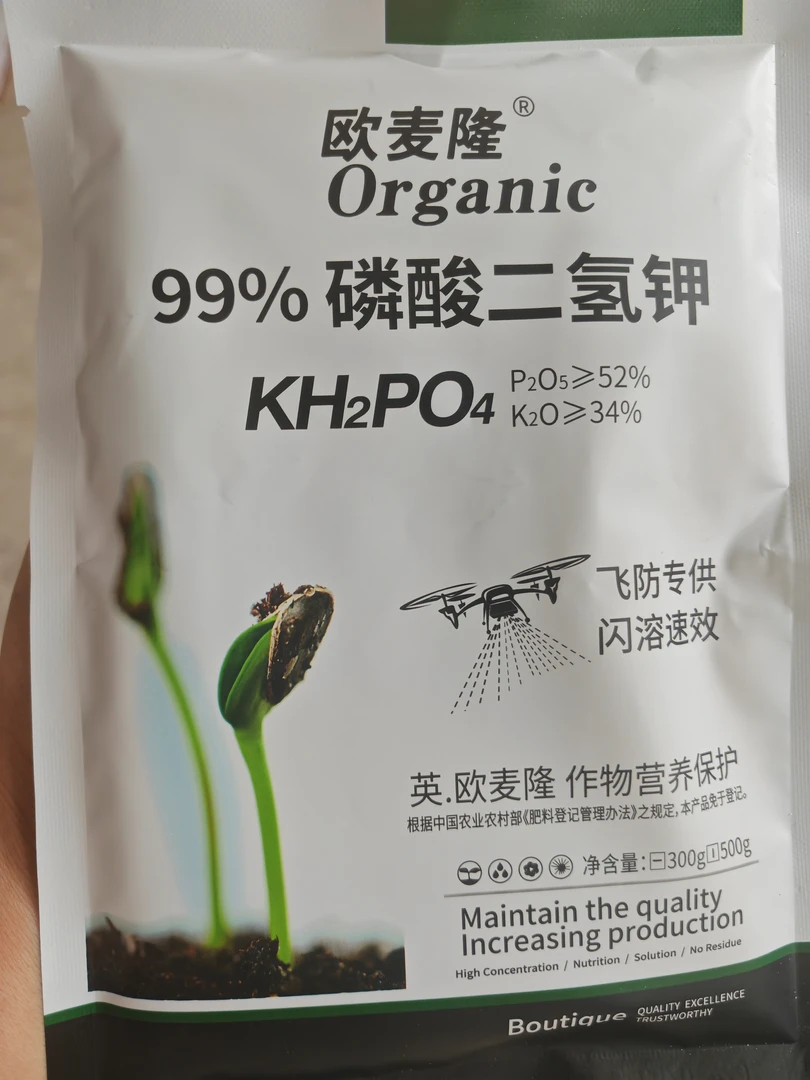 欧麦隆®
Organic
99% 磷酸二氢钾
KH₂PO₄
P₂O₅≥52%
K₂O≥34%
飞防专供
闪溶速效
英.欧麦隆 作物营养保护
根据中国农业农村部《肥料登记管理办法》之规定,本产品免于登记。
净含量:⊟300g◫500g
Maintain the quality
Increasing production
High Concentration / Nutrition / Solution / No Residue
Boutique QUALITY EXCELLENCE
TRUSTWORTHY